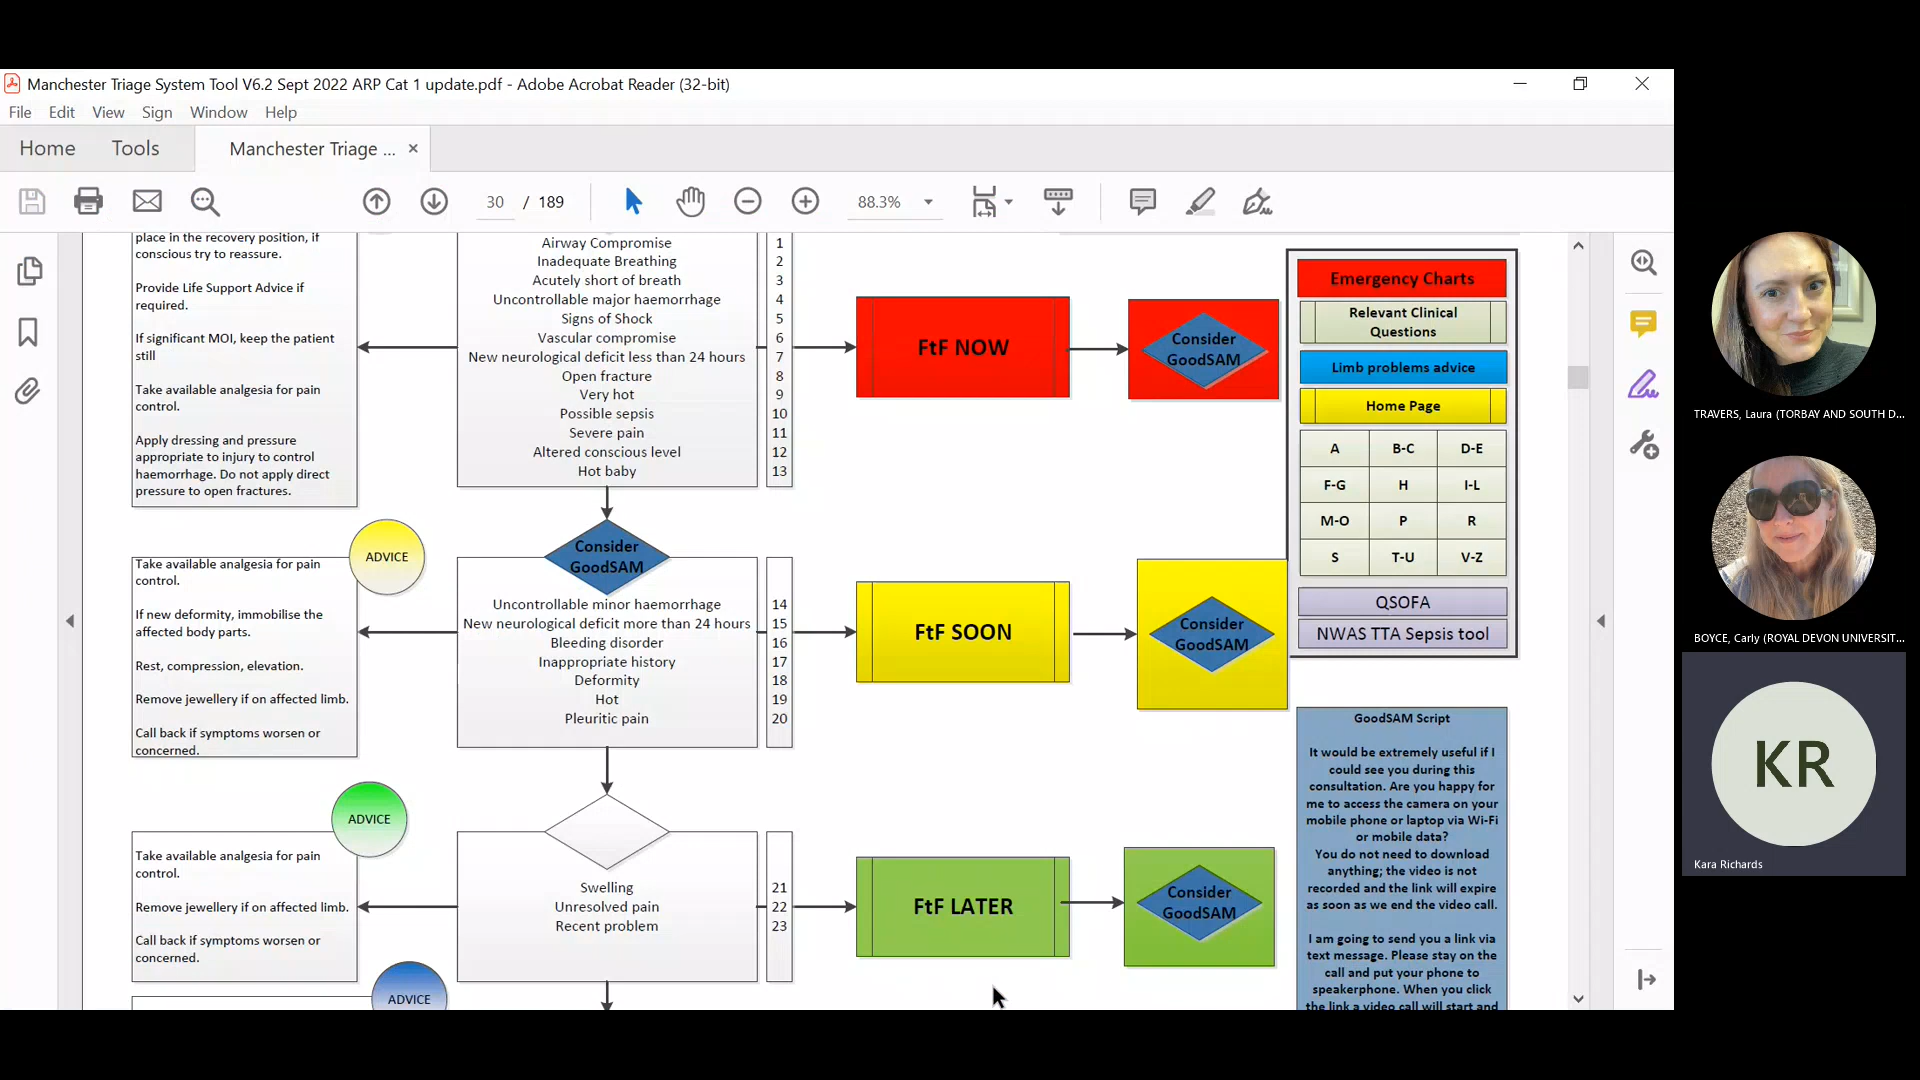 Manchester Triage System Tool V6.2 Sept 2022 ARP Cat 1 update.pdf - Adobe Acrobat Reader (32-bit)
File Edit View Sign Window Help
Home Tools Manchester Triage ... ×
30 / 189 88.3%
place in the recovery position, if
conscious try to reassure.
Provide Life Support Advice if
required.
If significant MOI, keep the patient
still
Take available analgesia for pain
control.
Apply dressing and pressure
appropriate to injury to control
haemorrhage. Do not apply direct
pressure to open fractures.
Airway Compromise 1
Inadequate Breathing 2
Acutely short of breath 3
Uncontrollable major haemorrhage 4
Signs of Shock 5
Vascular compromise 6
New neurological deficit less than 24 hours 7
Open fracture 8
Very hot 9
Possible sepsis 10
Severe pain 11
Altered conscious level 12
Hot baby 13
FtF NOW
Consider
GoodSAM
ADVICE
Take available analgesia for pain
control.
If new deformity, immobilise the
affected body parts.
Rest, compression, elevation.
Remove jewellery if on affected limb.
Call back if symptoms worsen or
concerned.
Consider
GoodSAM
Uncontrollable minor haemorrhage 14
New neurological deficit more than 24 hours 15
Bleeding disorder 16
Inappropriate history 17
Deformity 18
Hot 19
Pleuritic pain 20
FtF SOON
Consider
GoodSAM
ADVICE
Take available analgesia for pain
control.
Remove jewellery if on affected limb.
Call back if symptoms worsen or
concerned.
Swelling 21
Unresolved pain 22
Recent problem 23
FtF LATER
Consider
GoodSAM
ADVICE
Emergency Charts
Relevant Clinical
Questions
Limb problems advice
Home Page
A B-C D-E
F-G H I-L
M-O P R
S T-U V-Z
QSOFA
NWAS TTA Sepsis tool
GoodSAM Script
It would be extremely useful if I
could see you during this
consultation. Are you happy for
me to access the camera on your
mobile phone or laptop via Wi-Fi
or mobile data?
You do not need to download
anything; the video is not
recorded and the link will expire
as soon as we end the video call.
I am going to send you a link via
text message. Please stay on the
call and put your phone to
speakerphone. When you click
the link a video call will start and
TRAVERS, Laura (TORBAY AND SOUTH D...
BOYCE, Carly (ROYAL DEVON UNIVERSIT...
KR
Kara Richards